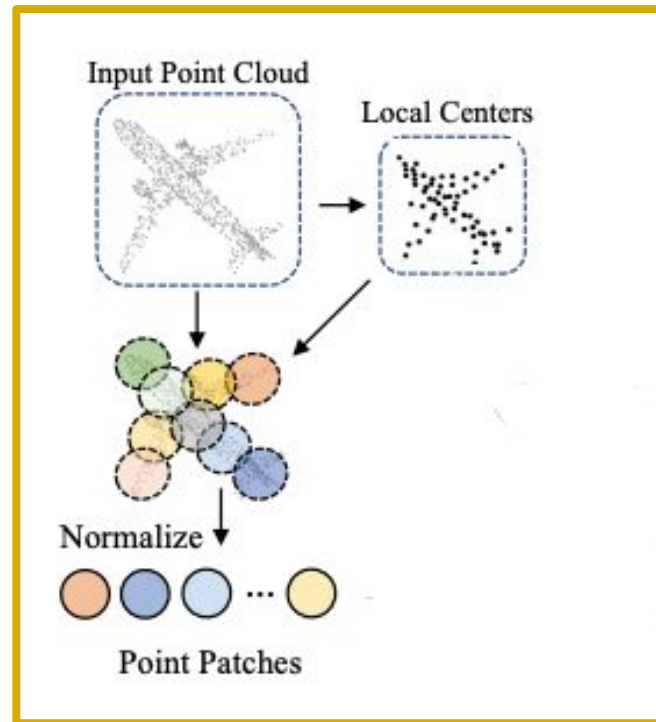 Input Point Cloud
Local Centers
Normalize
...
Point Patches